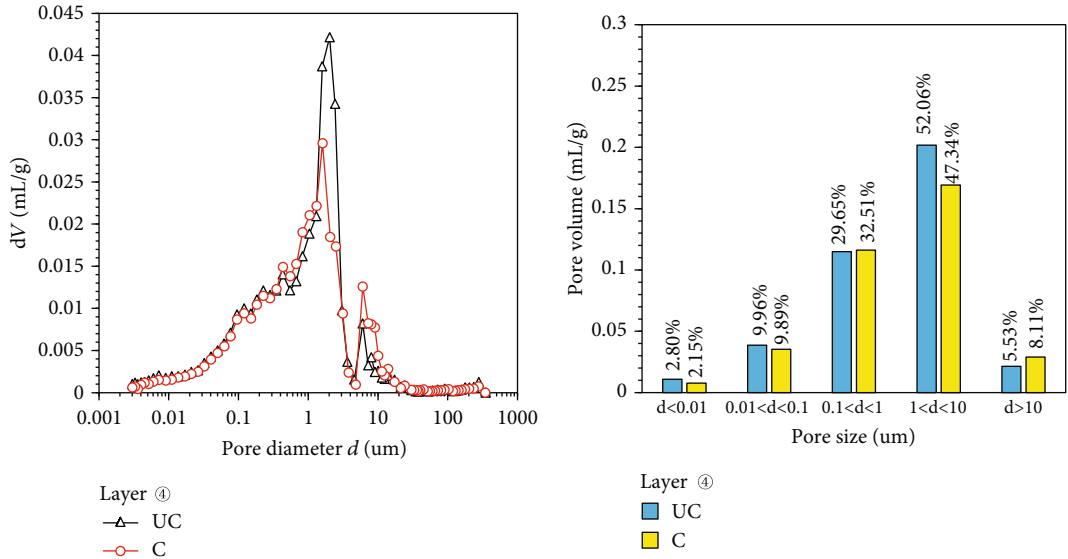 0.045
0.04
0.035
0.03
0.025
0.02
0.015
0.01
0.005
0
dV (mL/g)
0.001
0.01
0.1
1
10
100
1000
Pore diameter d (um)
Layer ④
UC
C
0.3
0.25
0.2
0.15
0.1
0.05
0
Pore volume (mL/g)
2.80%
2.15%
9.96%
9.89%
29.65%
32.51%
52.06%
47.34%
5.53%
8.11%
d<0.01
0.01<d<0.1
0.1<d<1
1<d<10
d>10
Pore size (um)
Layer ④
UC
C